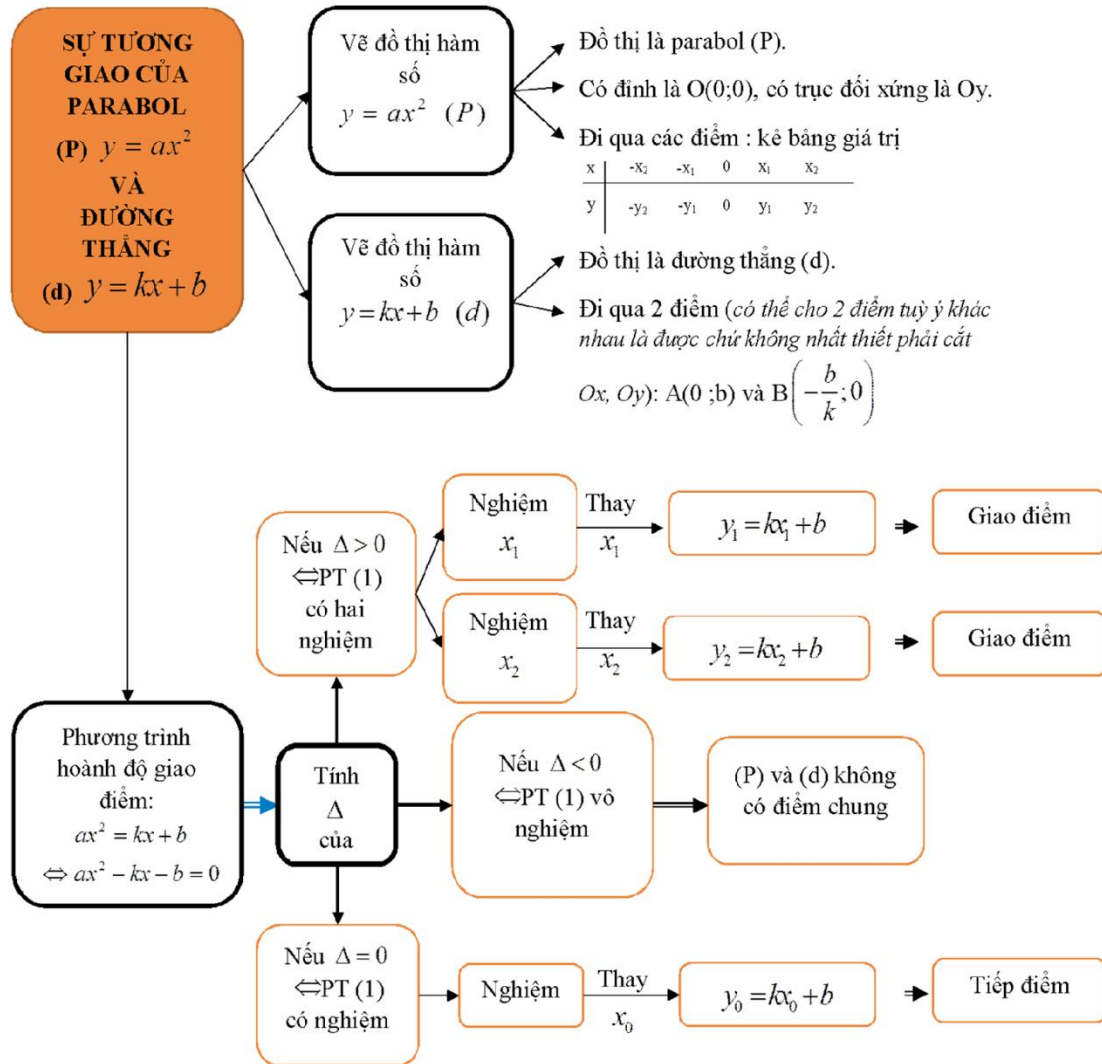 SỰ TƯƠNG
GIAO CỦA
PARABOL
(P) y = ax²
VÀ
ĐƯỜNG
THẲNG
(d) y = kx + b
Vẽ đồ thị hàm
số
y = ax² (P)
Đồ thị là parabol (P).
Có đỉnh là O(0;0), có trục đối xứng là Oy.
Đi qua các điểm : kẻ bảng giá trị
x -x₂ -x₁ 0 x₁ x₂
y -y₂ -y₁ 0 y₁ y₂
Vẽ đồ thị hàm
số
y = kx + b (d)
Đồ thị là đường thẳng (d).
Đi qua 2 điểm (có thể cho 2 điểm tuỳ ý khác
nhau là được chứ không nhất thiết phải cắt
Ox, Oy): A(0 ;b) và B(-b/k;0)
Phương trình
hoành độ giao
điểm:
ax² = kx + b
⇔ ax² − kx − b = 0
Tính
Δ
của
Nếu Δ > 0
⇔PT (1)
có hai
nghiệm
Nghiệm
x₁
Thay
x₁
y₁ = kx₁ + b
Giao điểm
Nghiệm
x₂
Thay
x₂
y₂ = kx₂ + b
Giao điểm
Nếu Δ < 0
⇔PT (1) vô
nghiệm
(P) và (d) không
có điểm chung
Nếu Δ = 0
⇔PT (1)
có nghiệm
Nghiệm
Thay
x₀
y₀ = kx₀ + b
Tiếp điểm